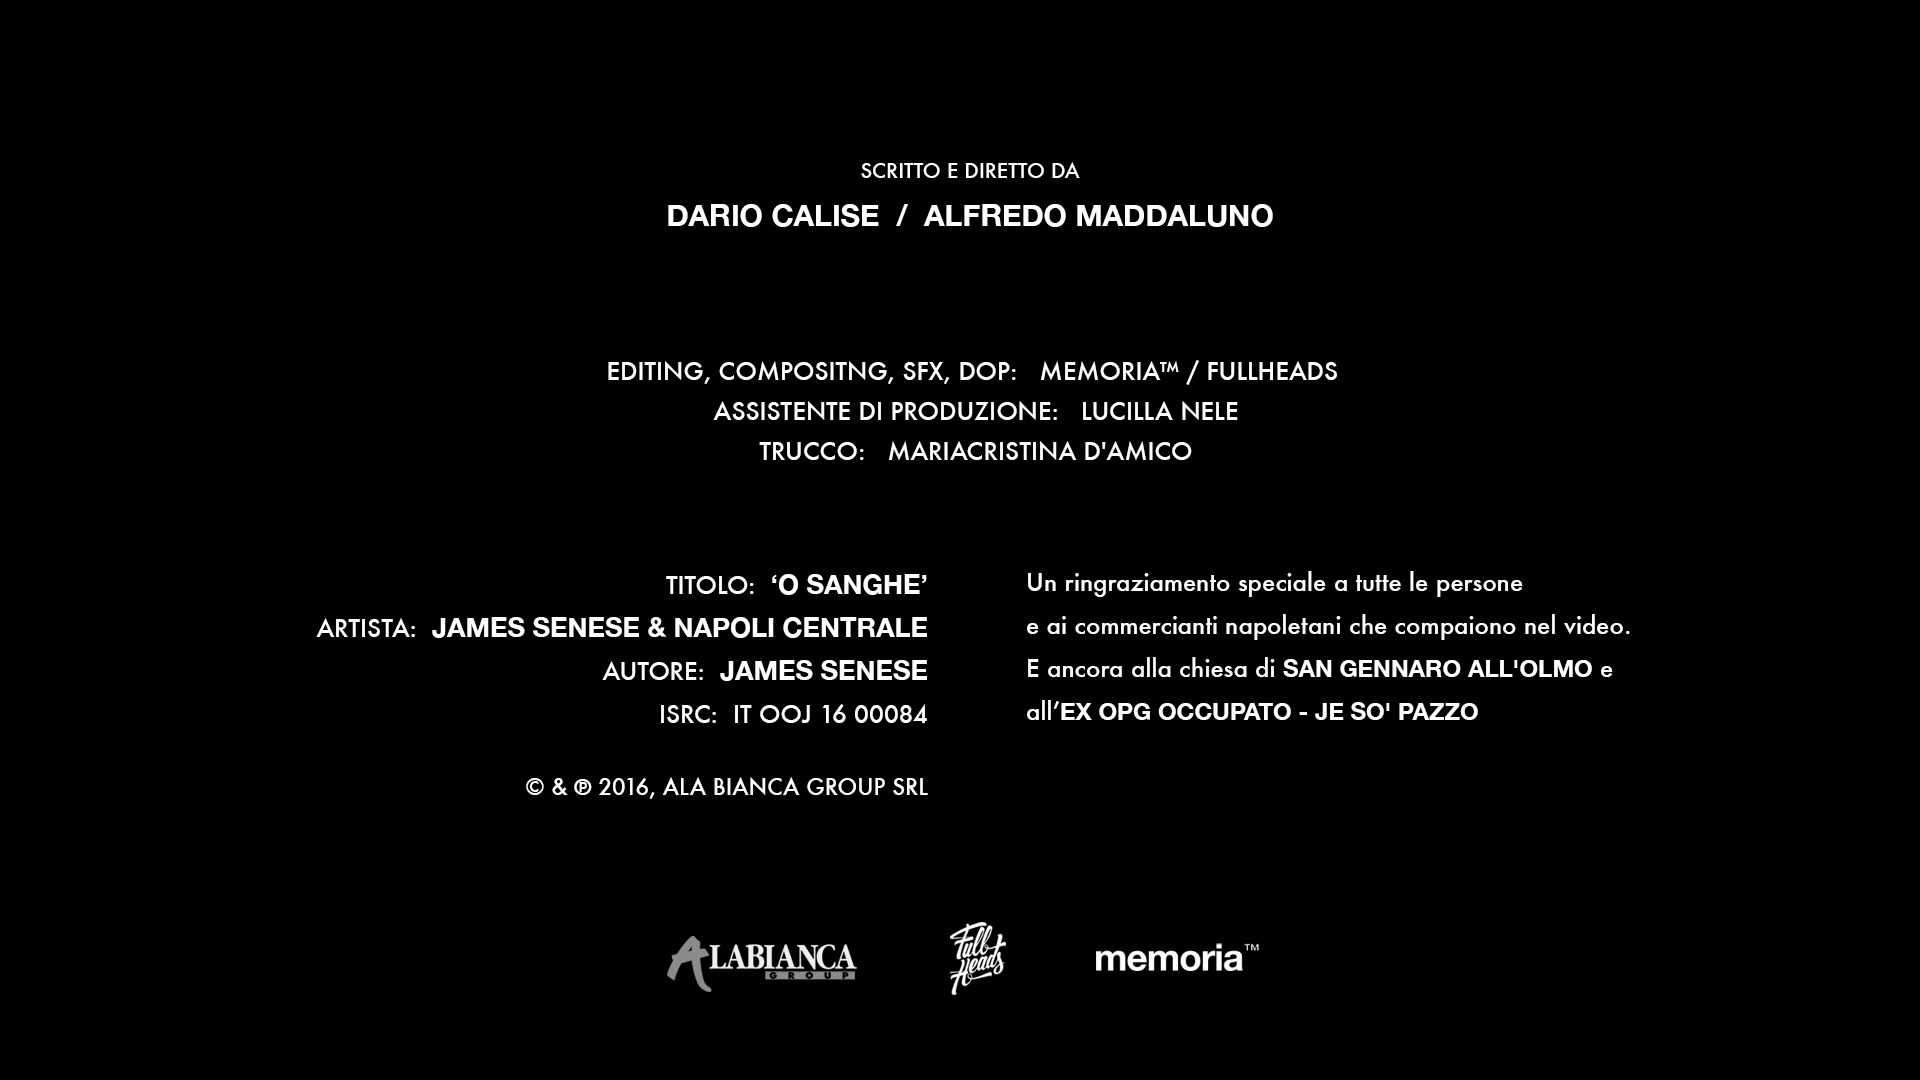 SCRITTO E DIRETTO DA
DARIO CALISE / ALFREDO MADDALUNO
EDITING, COMPOSITNG, SFX, DOP: MEMORIA™ / FULLHEADS
ASSISTENTE DI PRODUZIONE: LUCILLA NELE
TRUCCO: MARIACRISTINA D'AMICO
TITOLO: ‘O SANGHE’
ARTISTA: JAMES SENESE & NAPOLI CENTRALE
AUTORE: JAMES SENESE
ISRC: IT OOJ 16 00084
© & ℗ 2016, ALA BIANCA GROUP SRL
Un ringraziamento speciale a tutte le persone
e ai commercianti napoletani che compaiono nel video.
E ancora alla chiesa di SAN GENNARO ALL'OLMO e
all’EX OPG OCCUPATO - JE SO' PAZZO
ALABIANCA
GROUP
Full
Heads
memoria™